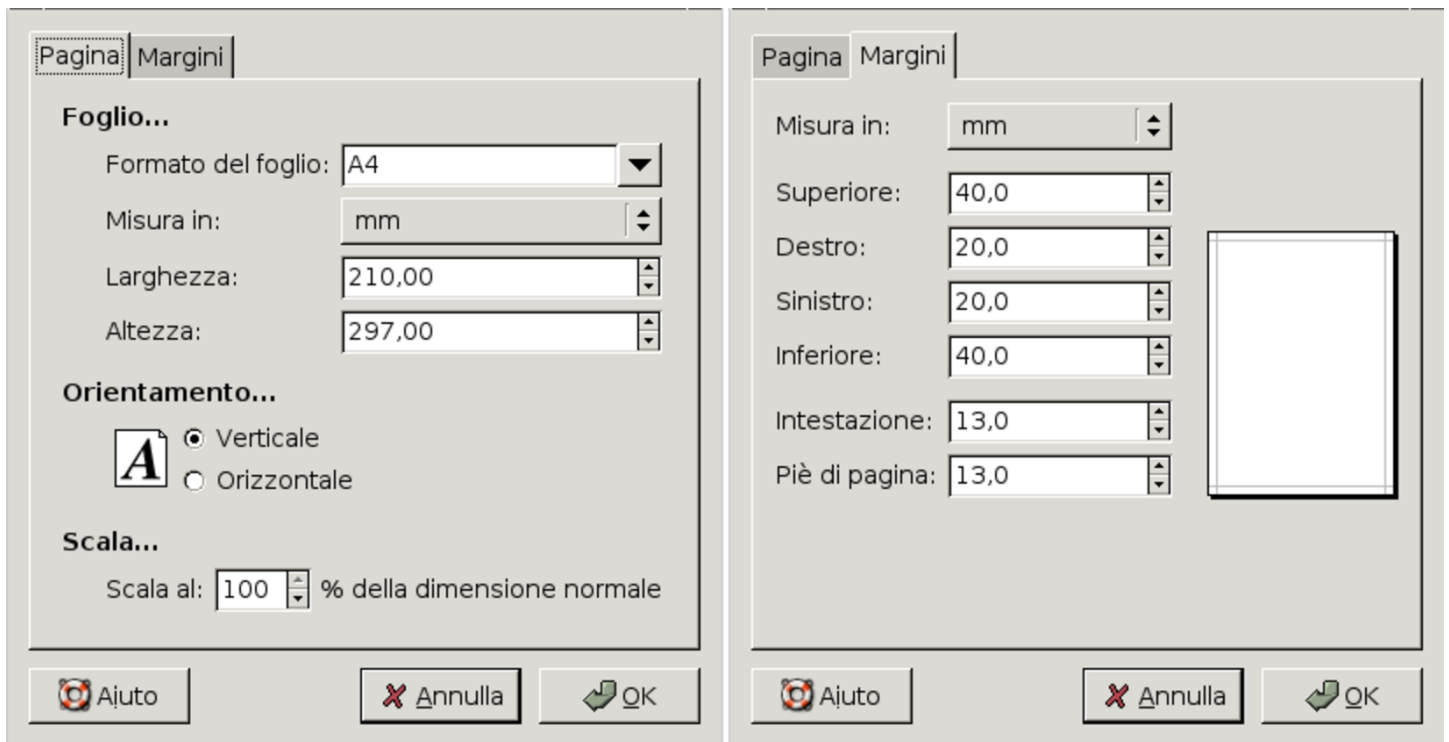 Pagina Margini
Foglio...
Formato del foglio: A4
Misura in: mm
Larghezza: 210,00
Altezza: 297,00
Orientamento...
A
Verticale
Orizzontale
Scala...
Scala al: 100 % della dimensione normale
Aiuto Annulla OK
Pagina Margini
Misura in: mm
Superiore: 40,0
Destro: 20,0
Sinistro: 20,0
Inferiore: 40,0
Intestazione: 13,0
Piè di pagina: 13,0
Aiuto Annulla OK